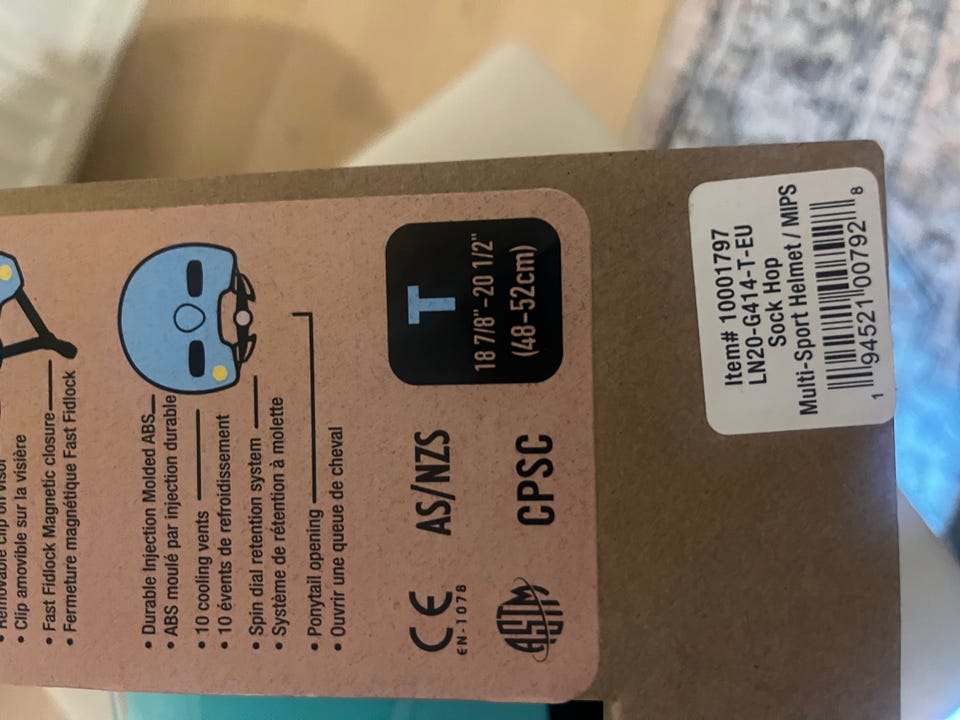 • Removable clip on visor
• Clip amovible sur la visière
• Fast Fidlock Magnetic closure
• Fermeture magnétique Fast Fidlock
• Durable Injection Molded ABS
• ABS moulé par injection durable
• 10 cooling vents
• 10 évents de refroidissement
• Spin dial retention system
• Système de rétention à molette
• Ponytail opening
• Ouvrir une queue de cheval
CE
EN-1078
AS/NZS
ASTM
CPSC
T
18 7/8"-20 1/2"
(48-52cm)
Item# 10001797
LN20-G414-T-EU
Sock Hop
Multi-Sport Helmet / MIPS
1 94521 00792 8